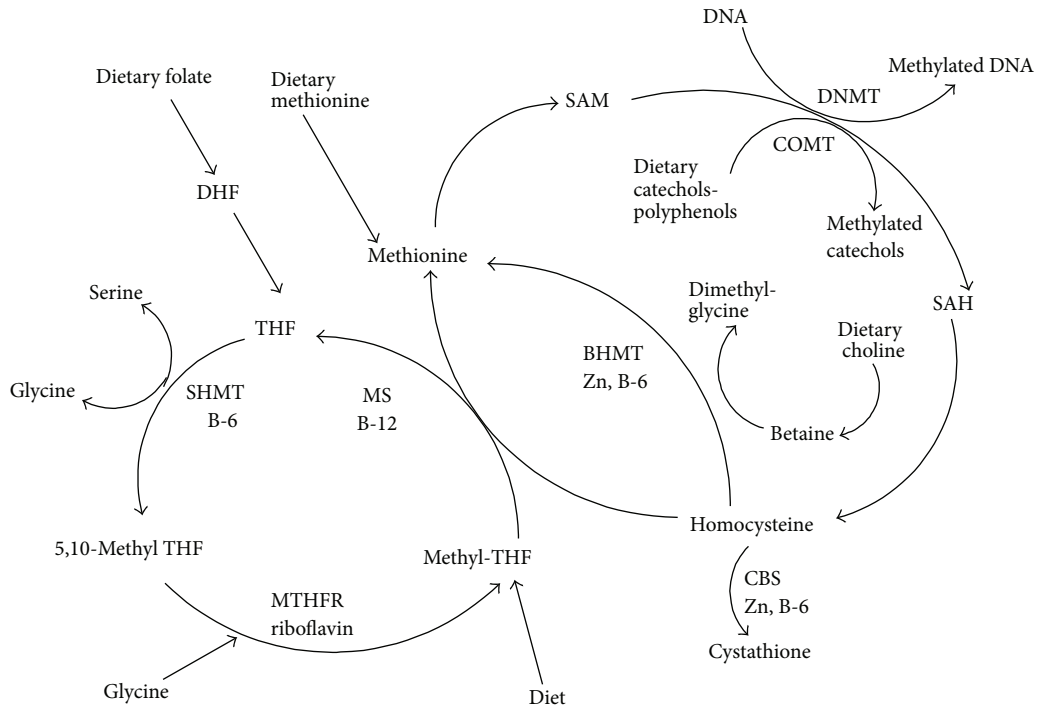 DNA
Methylated DNA
Dietary folate
Dietary
methionine
SAM
DNMT
COMT
Dietary
catechols-
polyphenols
DHF
Methylated
catechols
Methionine
Serine
Dimethyl-
glycine
SAH
THF
Dietary
choline
BHMT
Zn, B-6
Glycine
SHMT
B-6
MS
B-12
Betaine
Homocysteine
5,10-Methyl THF
Methyl-THF
CBS
Zn, B-6
MTHFR
riboflavin
Cystathione
Glycine
Diet